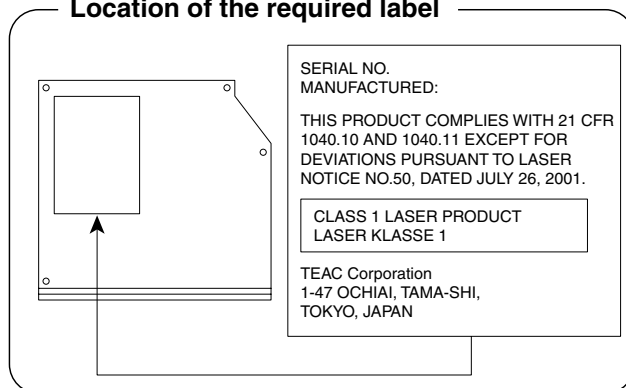 Location of the required label
SERIAL NO.
MANUFACTURED:
THIS PRODUCT COMPLIES WITH 21 CFR
1040.10 AND 1040.11 EXCEPT FOR
DEVIATIONS PURSUANT TO LASER
NOTICE NO.50, DATED JULY 26, 2001.
CLASS 1 LASER PRODUCT
LASER KLASSE 1
TEAC Corporation
1-47 OCHIAI, TAMA-SHI,
TOKYO, JAPAN